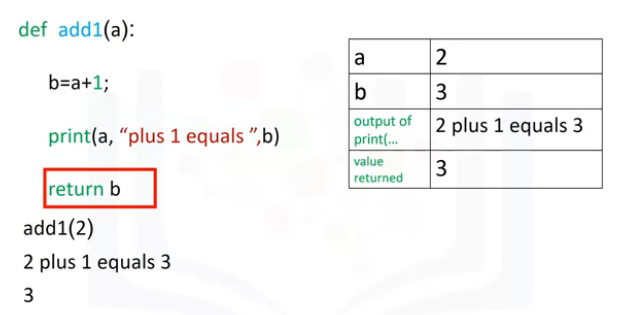 def add1(a):
b=a+1;
print(a, “plus 1 equals ”,b)
return b
add1(2)
2 plus 1 equals 3
3
a 2
b 3
output of print(… 2 plus 1 equals 3
value returned 3